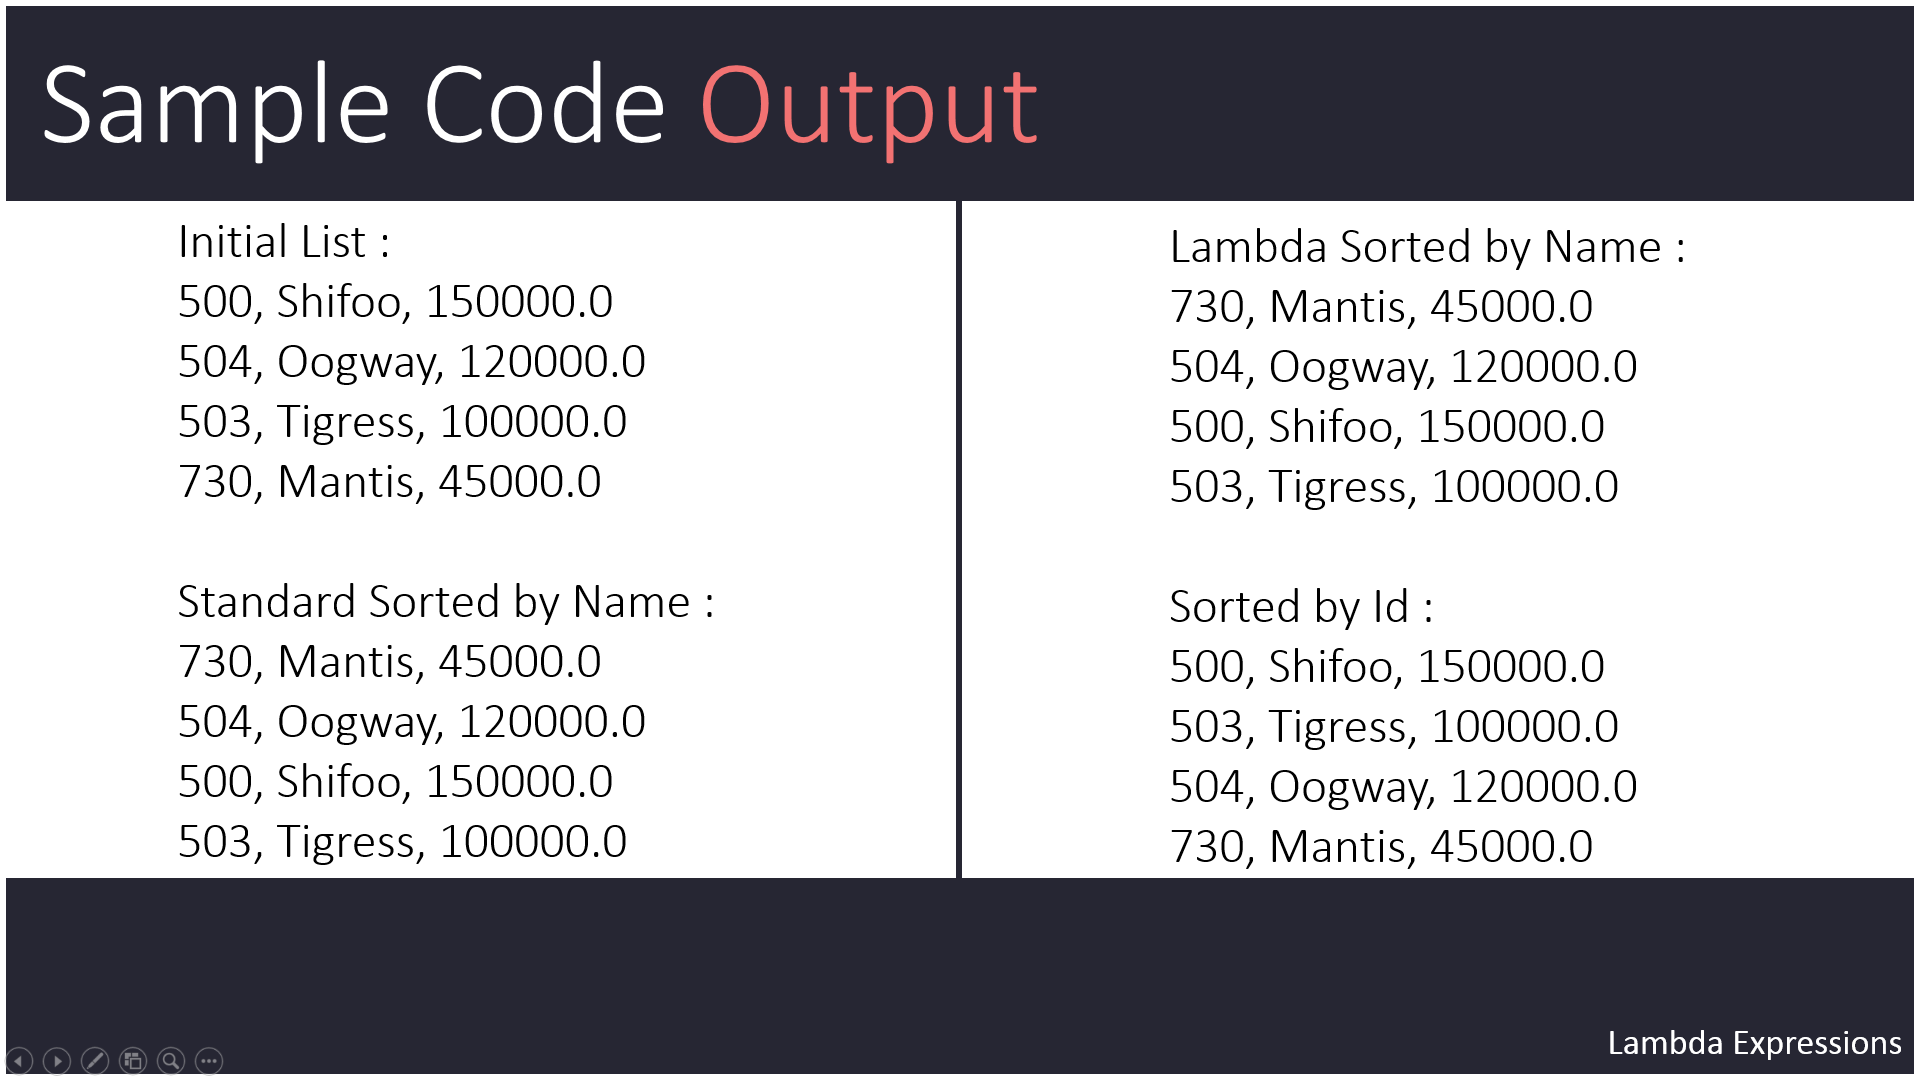 Sample Code Output
Initial List :
500, Shifoo, 150000.0
504, Oogway, 120000.0
503, Tigress, 100000.0
730, Mantis, 45000.0
Standard Sorted by Name :
730, Mantis, 45000.0
504, Oogway, 120000.0
500, Shifoo, 150000.0
503, Tigress, 100000.0
Lambda Sorted by Name :
730, Mantis, 45000.0
504, Oogway, 120000.0
500, Shifoo, 150000.0
503, Tigress, 100000.0
Sorted by Id :
500, Shifoo, 150000.0
503, Tigress, 100000.0
504, Oogway, 120000.0
730, Mantis, 45000.0
Lambda Expressions